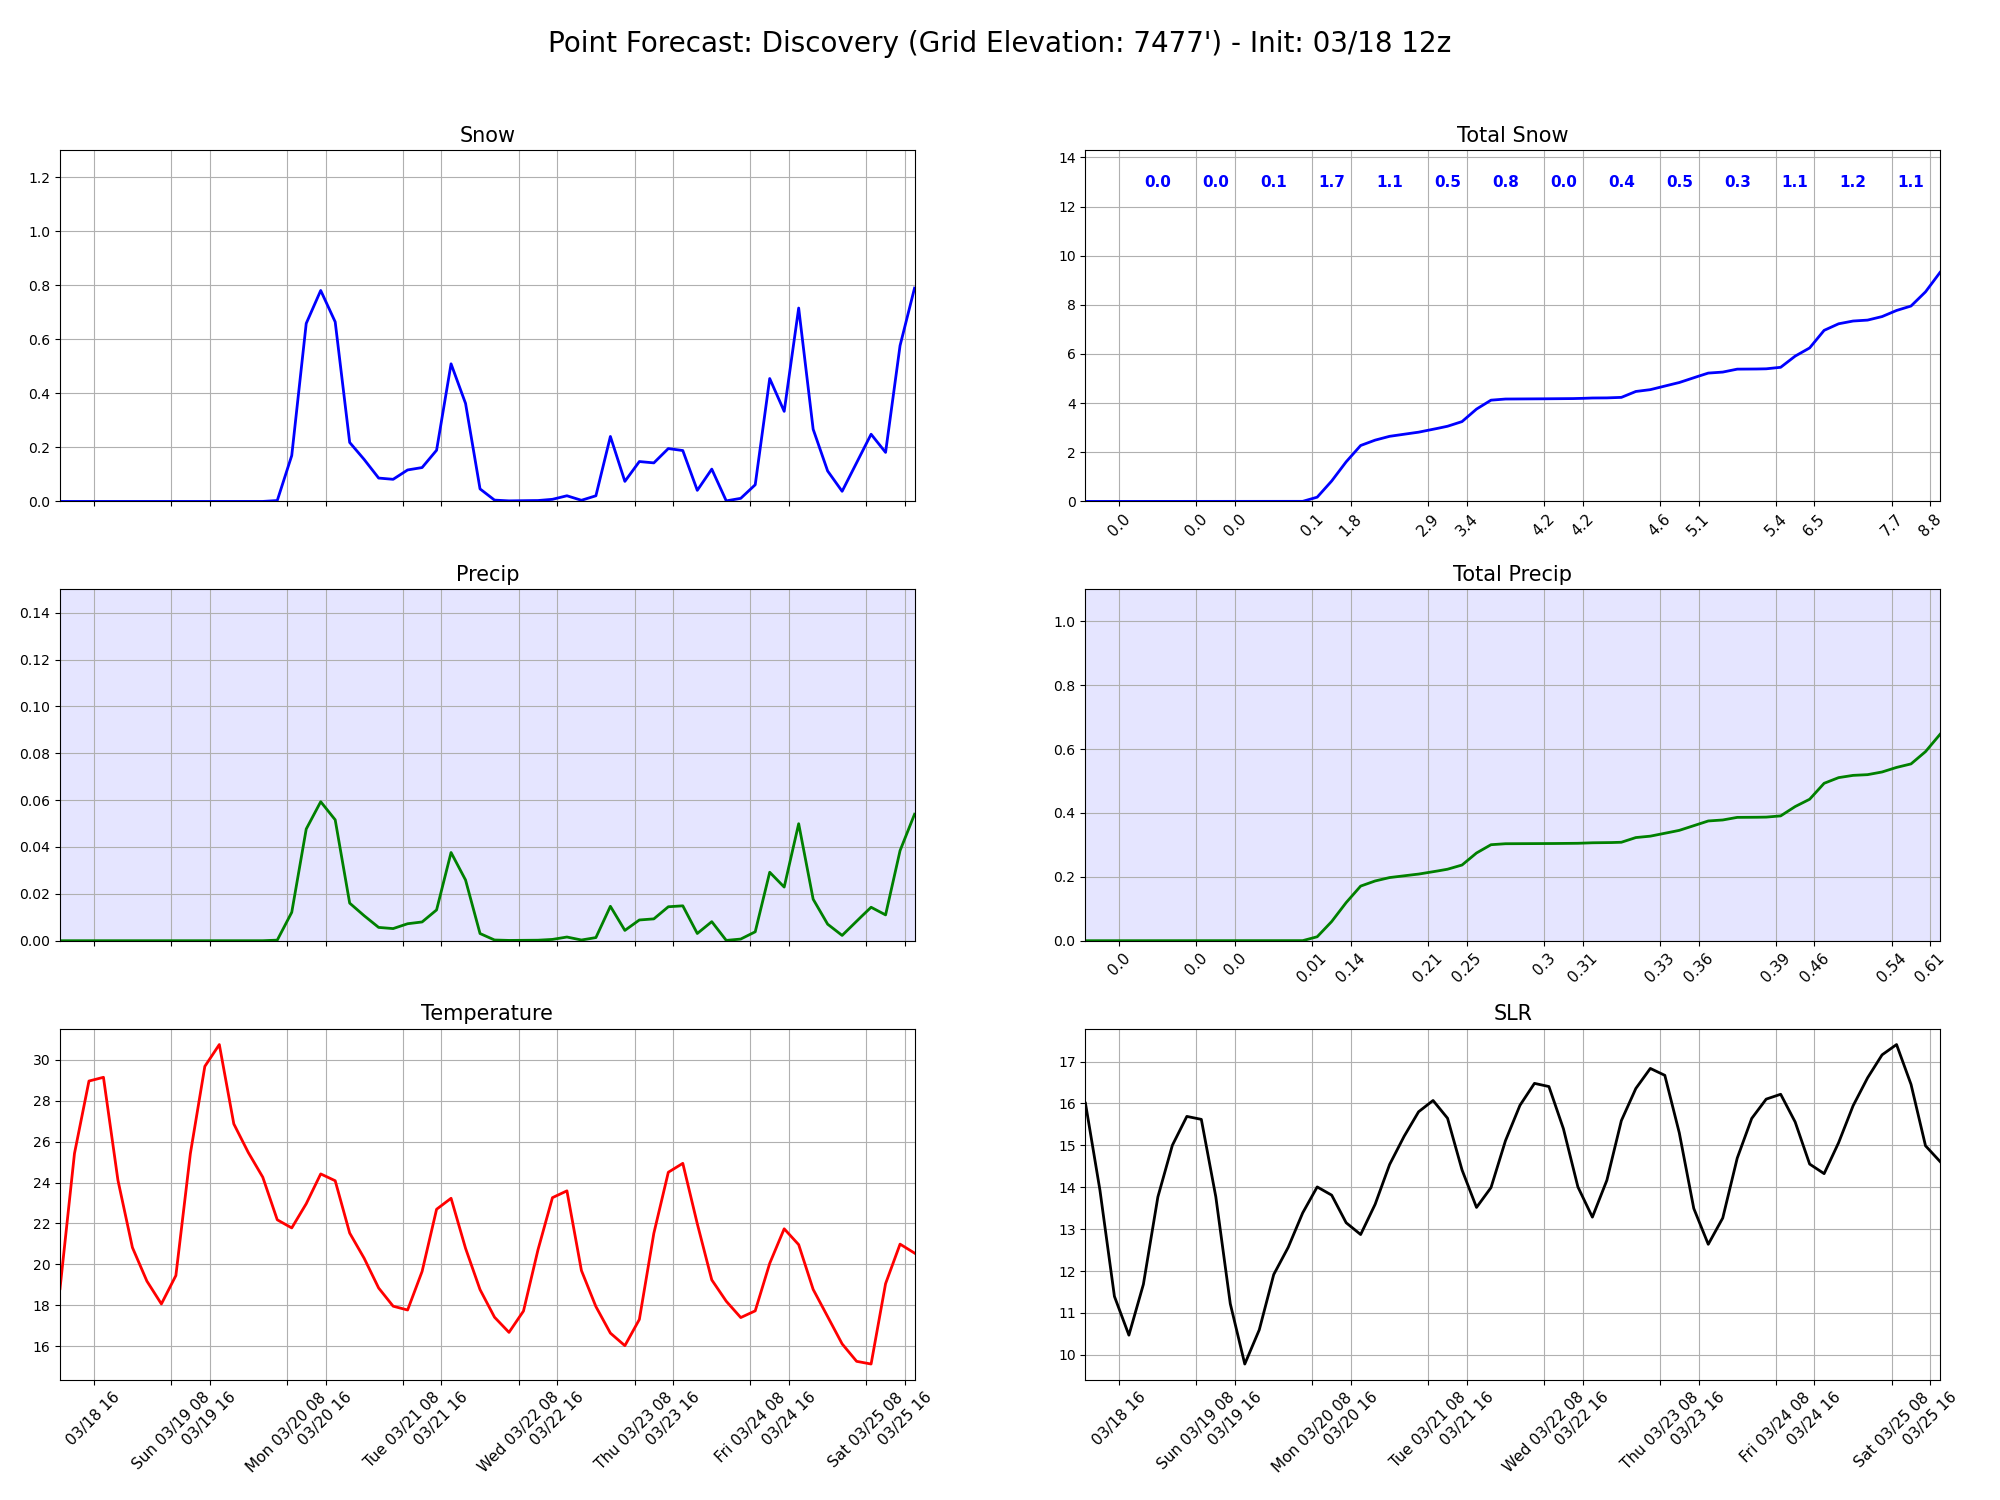 Point Forecast: Discovery (Grid Elevation: 7477') - Init: 03/18 12z
Snow
1.2
1.0
0.8
0.6
0.4
0.2
0.0
Total Snow
14
12
10
8
6
4
2
0
0.0 0.0 0.1 1.7 1.1 0.5 0.8 0.0 0.4 0.5 0.3 1.1 1.2 1.1
0.0 0.0 0.0 0.1 1.8 2.9 3.4 4.2 4.2 4.6 5.1 5.4 6.5 7.7 8.8
Precip
0.14
0.12
0.10
0.08
0.06
0.04
0.02
0.00
Total Precip
1.0
0.8
0.6
0.4
0.2
0.0
0.0 0.0 0.0 0.01 0.14 0.21 0.25 0.3 0.31 0.33 0.36 0.39 0.46 0.54 0.61
Temperature
30
28
26
24
22
20
18
16
03/18 16
Sun 03/19 08
03/19 16
Mon 03/20 08
03/20 16
Tue 03/21 08
03/21 16
Wed 03/22 08
03/22 16
Thu 03/23 08
03/23 16
Fri 03/24 08
03/24 16
Sat 03/25 08
03/25 16
SLR
17
16
15
14
13
12
11
10
03/18 16
Sun 03/19 08
03/19 16
Mon 03/20 08
03/20 16
Tue 03/21 08
03/21 16
Wed 03/22 08
03/22 16
Thu 03/23 08
03/23 16
Fri 03/24 08
03/24 16
Sat 03/25 08
03/25 16